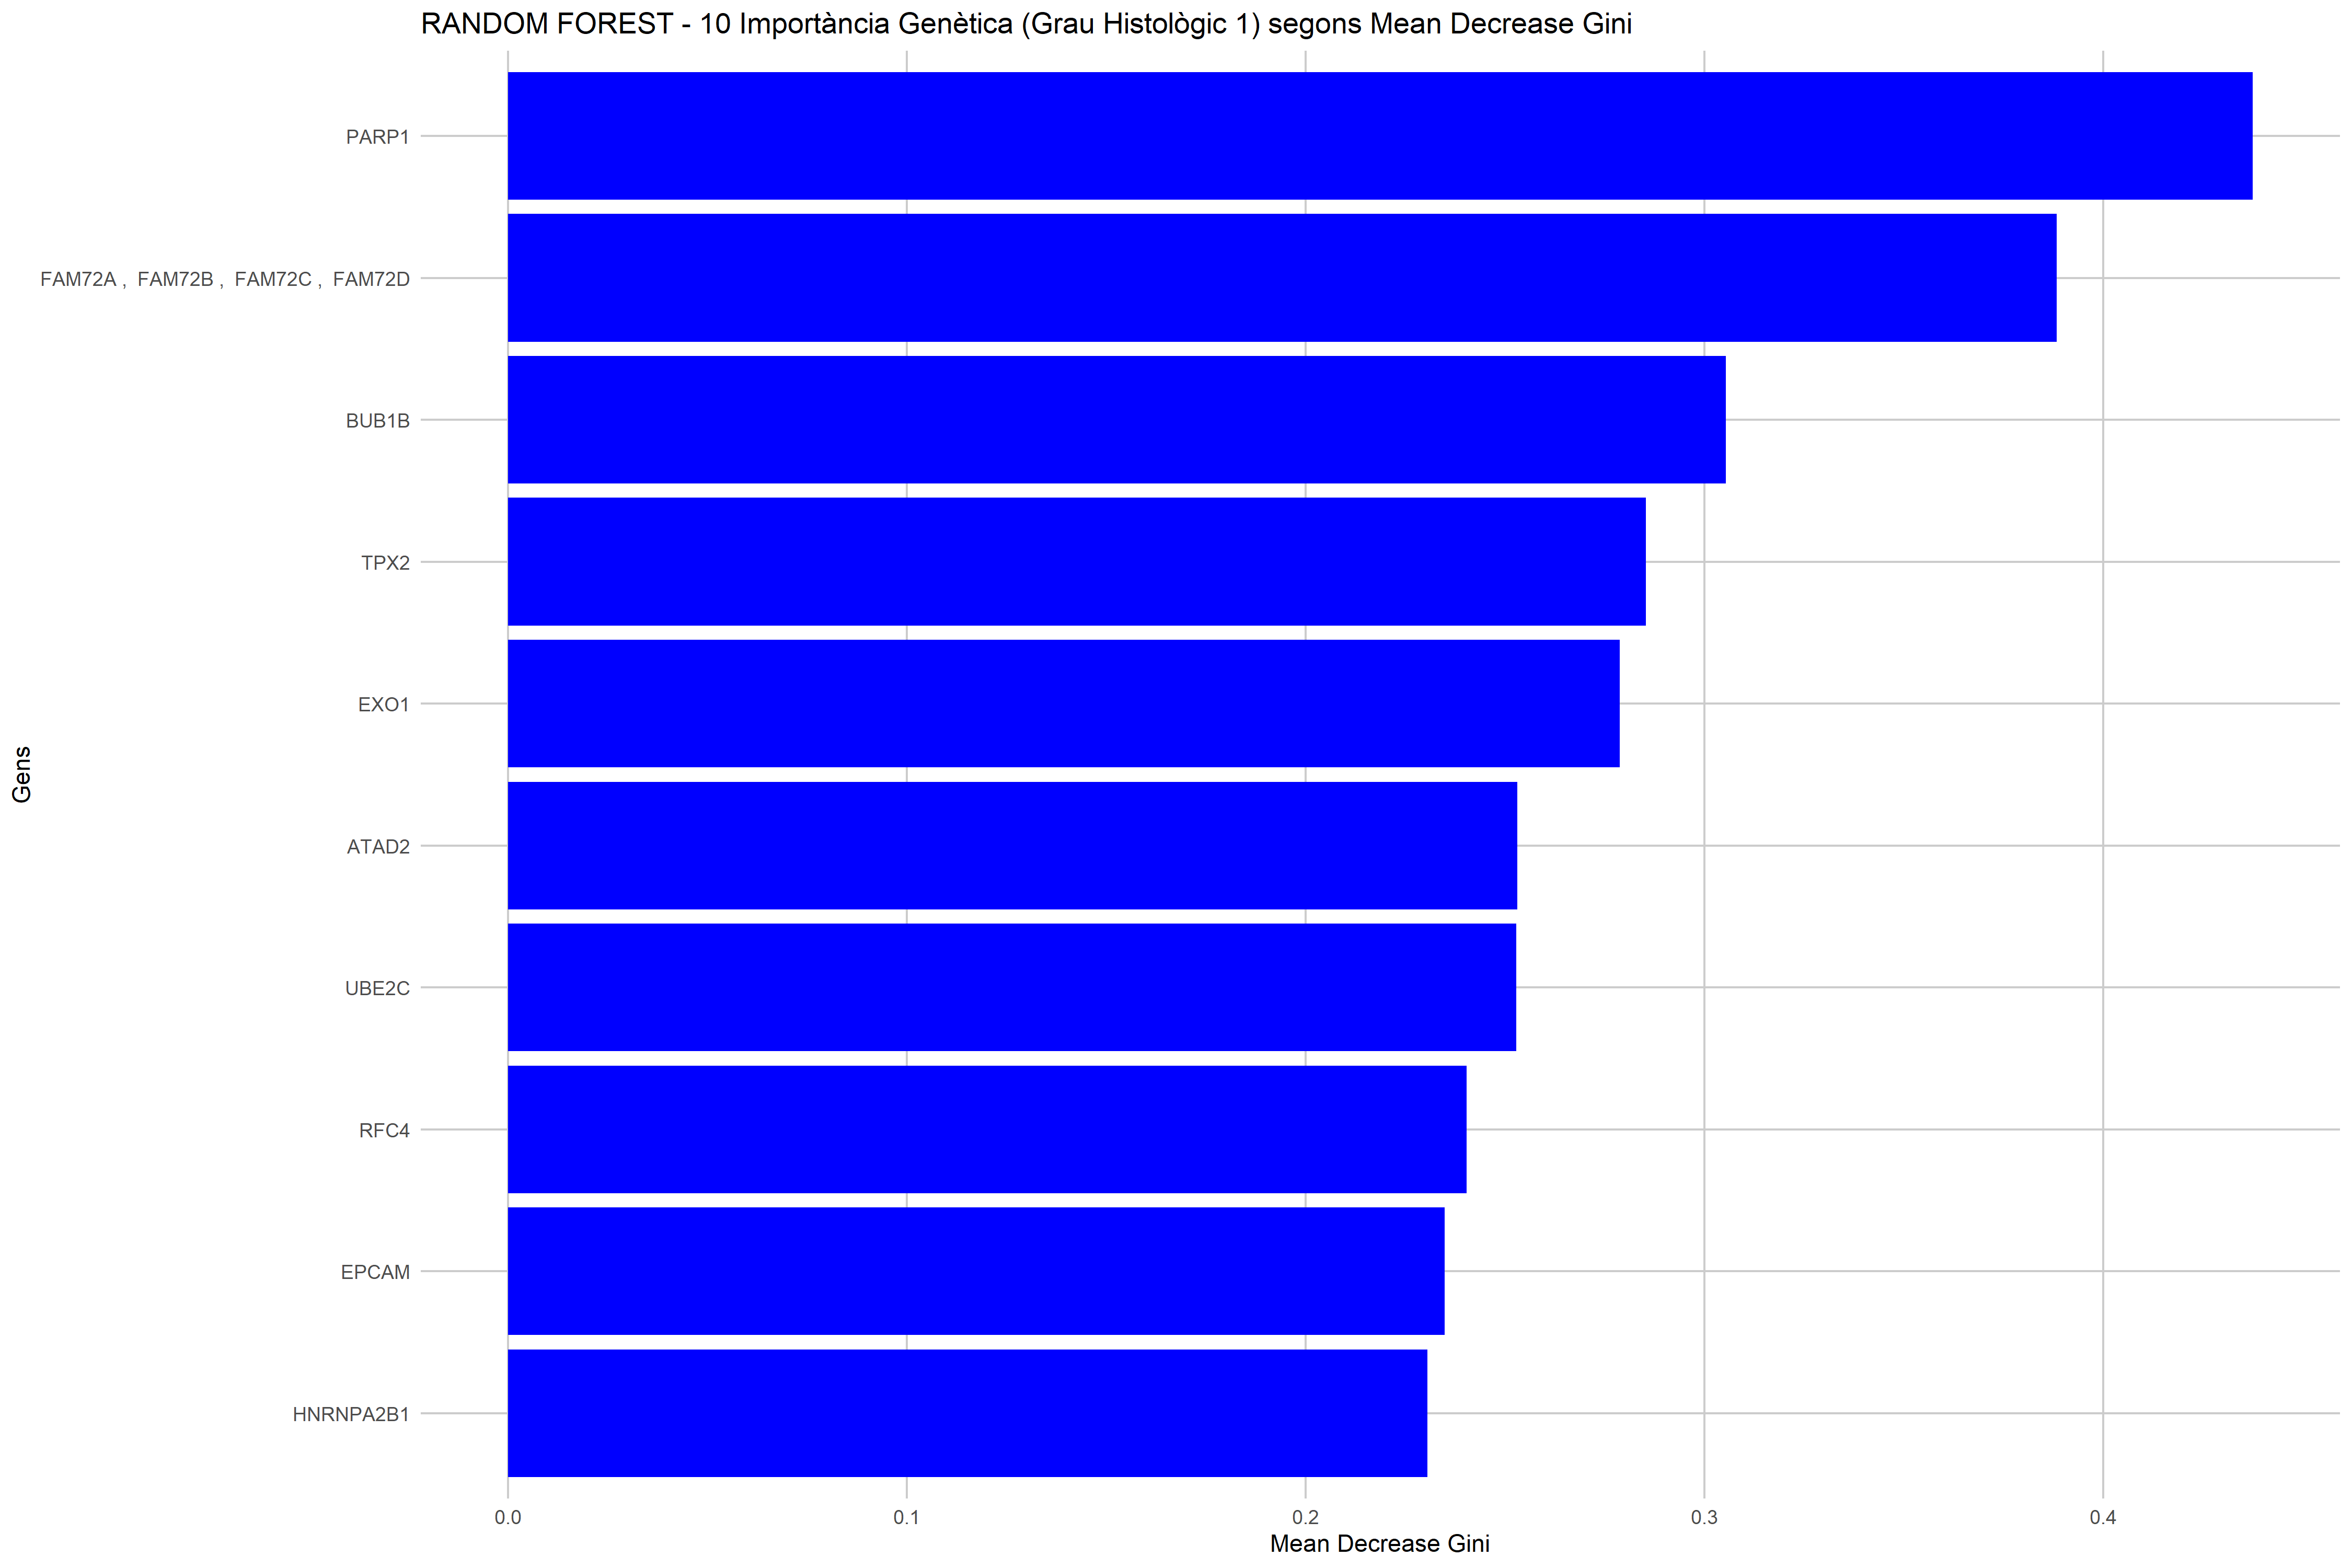 RANDOM FOREST - 10 Importància Genètica (Grau Histològic 1) segons Mean Decrease Gini
Gens
PARP1
FAM72A ,  FAM72B ,  FAM72C ,  FAM72D
BUB1B
TPX2
EXO1
ATAD2
UBE2C
RFC4
EPCAM
HNRNPA2B1
0.0 0.1 0.2 0.3 0.4
Mean Decrease Gini